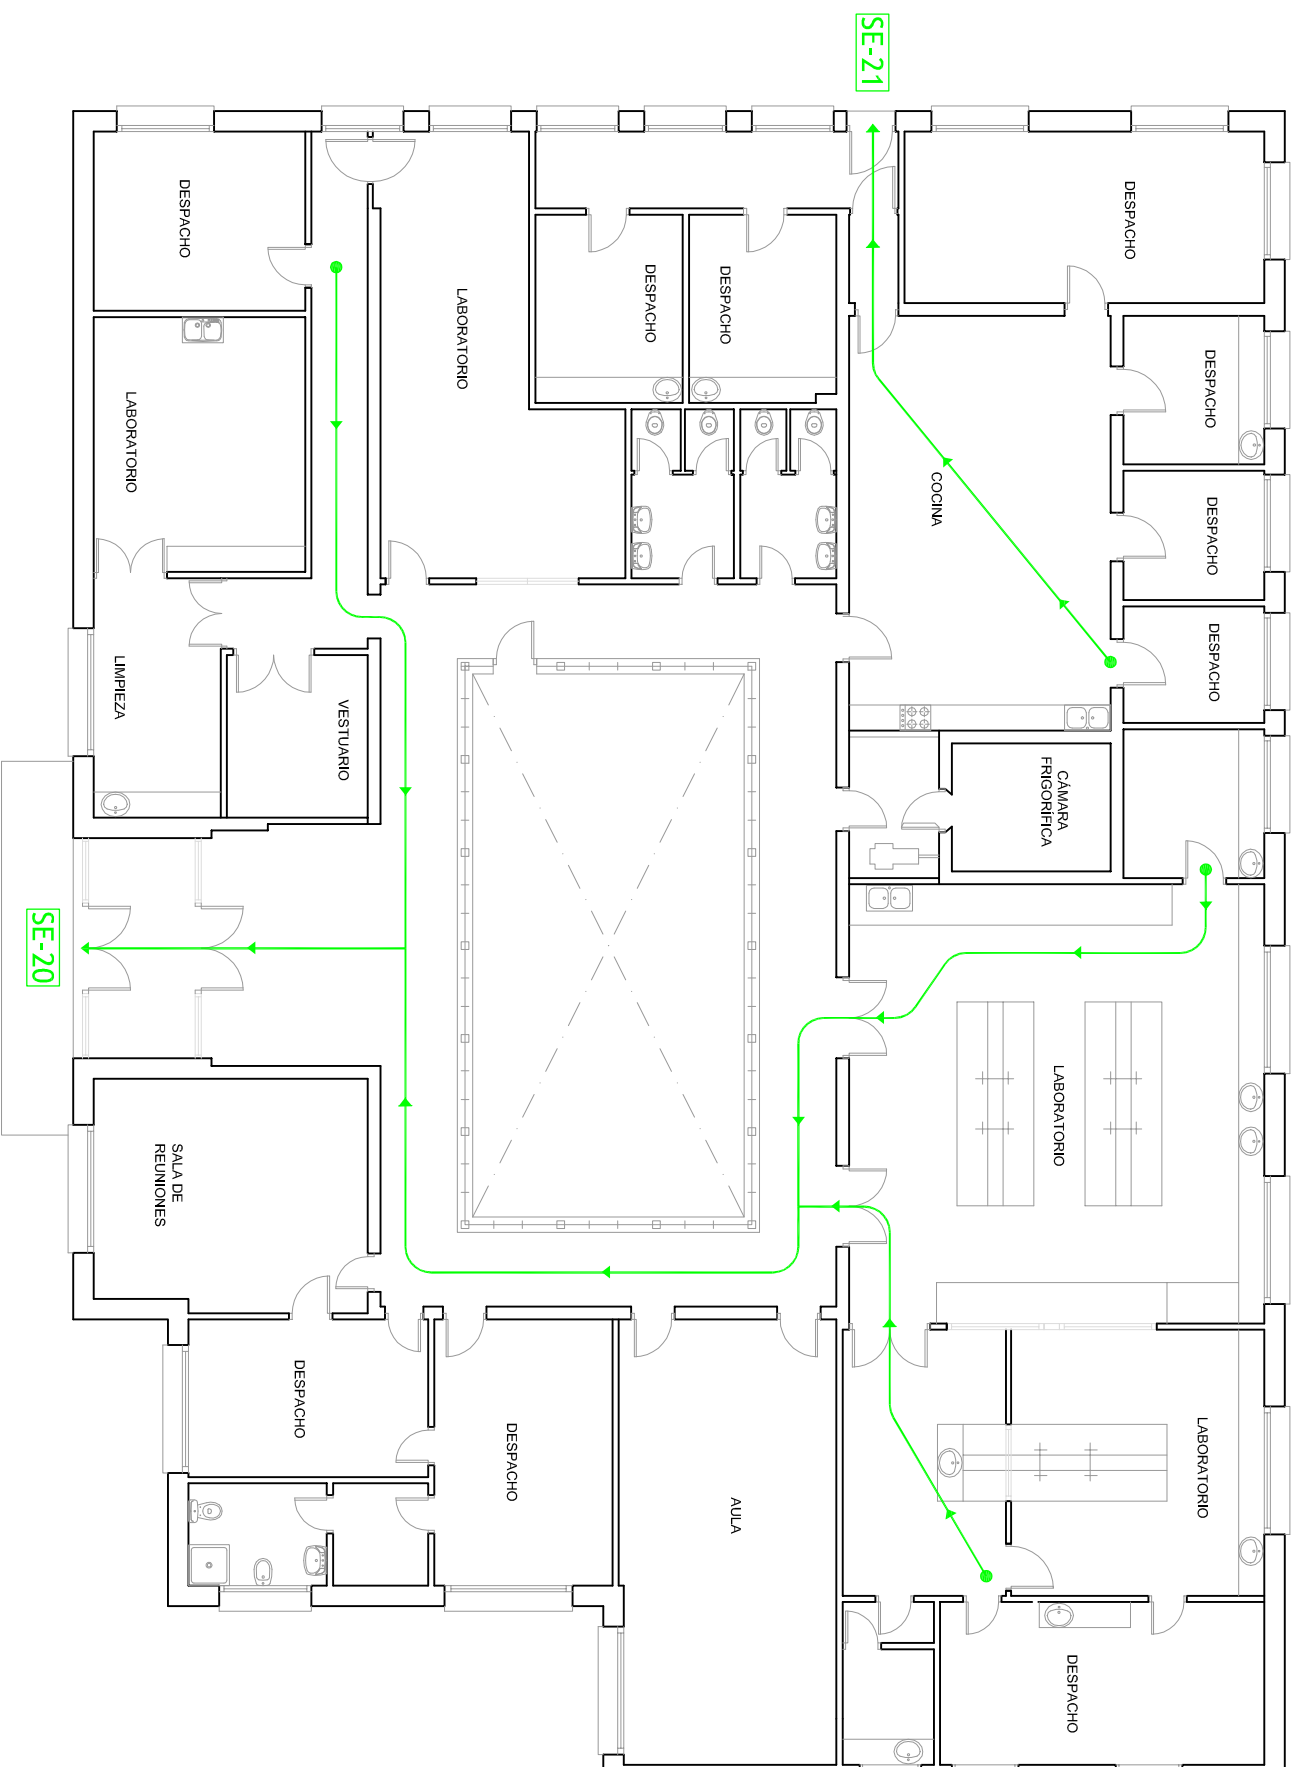 SE-21
DESPACHO
DESPACHO
DESPACHO
DESPACHO
LABORATORIO
DESPACHO
DESPACHO
LABORATORIO
COCINA
DESPACHO
DESPACHO
LIMPIEZA
VESTUARIO
CÁMARA
FRIGORÍFICA
SE-20
LABORATORIO
SALA DE
REUNIONES
DESPACHO
DESPACHO
AULA
LABORATORIO
DESPACHO